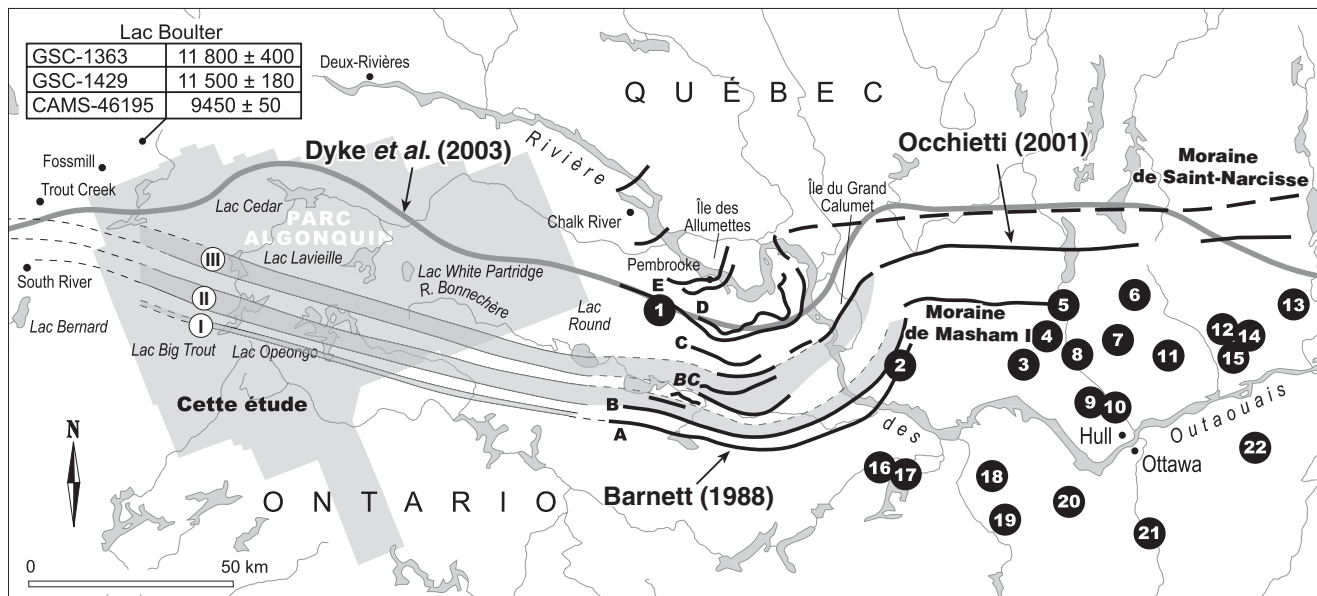 Lac Boulter
GSC-1363 11 800 ± 400
GSC-1429 11 500 ± 180
CAMS-46195 9450 ± 50
Deux-Rivières
QUÉBEC
Fossmill
Trout Creek
South River
Lac Bernard
Dyke et al. (2003)
Rivière
Occhietti (2001)
Moraine
de Saint-Narcisse
Lac Cedar
PARC
ALGONQUIN
Lac Lavieille
Chalk River
Île des
Allumettes
Île du Grand
Calumet
Lac White Partridge
R. Bonnechère
Pembrooke
Lac
Round
III
II
I
Lac Big Trout
Lac Opeongo
Cette étude
E
D
C
BC
B
A
Moraine
de Masham I
1
2
3
4
5
6
7
8
9
10
11
12
13
14
15
16
17
18
19
20
21
22
des
Outaouais
Hull
Ottawa
Barnett (1988)
ONTARIO
N
0 50 km